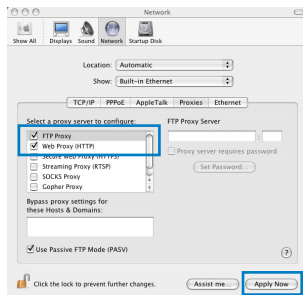 Network
Show All Displays Sound Network Startup Disk
Location: Automatic
Show: Built-in Ethernet
TCP/IP PPPoE AppleTalk Proxies Ethernet
Select a proxy server to configure:
FTP Proxy Server
FTP Proxy
:
Web Proxy (HTTP)
Proxy server requires password
Secure Web Proxy (HTTPS)
Streaming Proxy (RTSP)
Set Password...
SOCKS Proxy
Gopher Proxy
Bypass proxy settings for
these Hosts & Domains:
Use Passive FTP Mode (PASV)
?
Click the lock to prevent further changes.
Assist me...
Apply Now